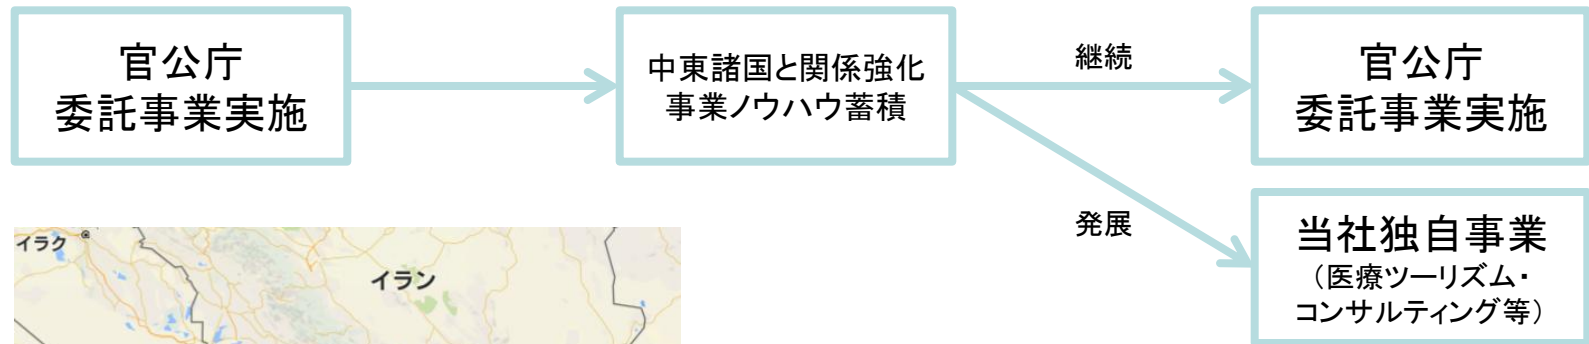 官公庁
委託事業実施
中東諸国と関係強化
事業ノウハウ蓄積
継続
官公庁
委託事業実施
発展
当社独自事業
（医療ツーリズム・
コンサルティング等）
イラク
イラン